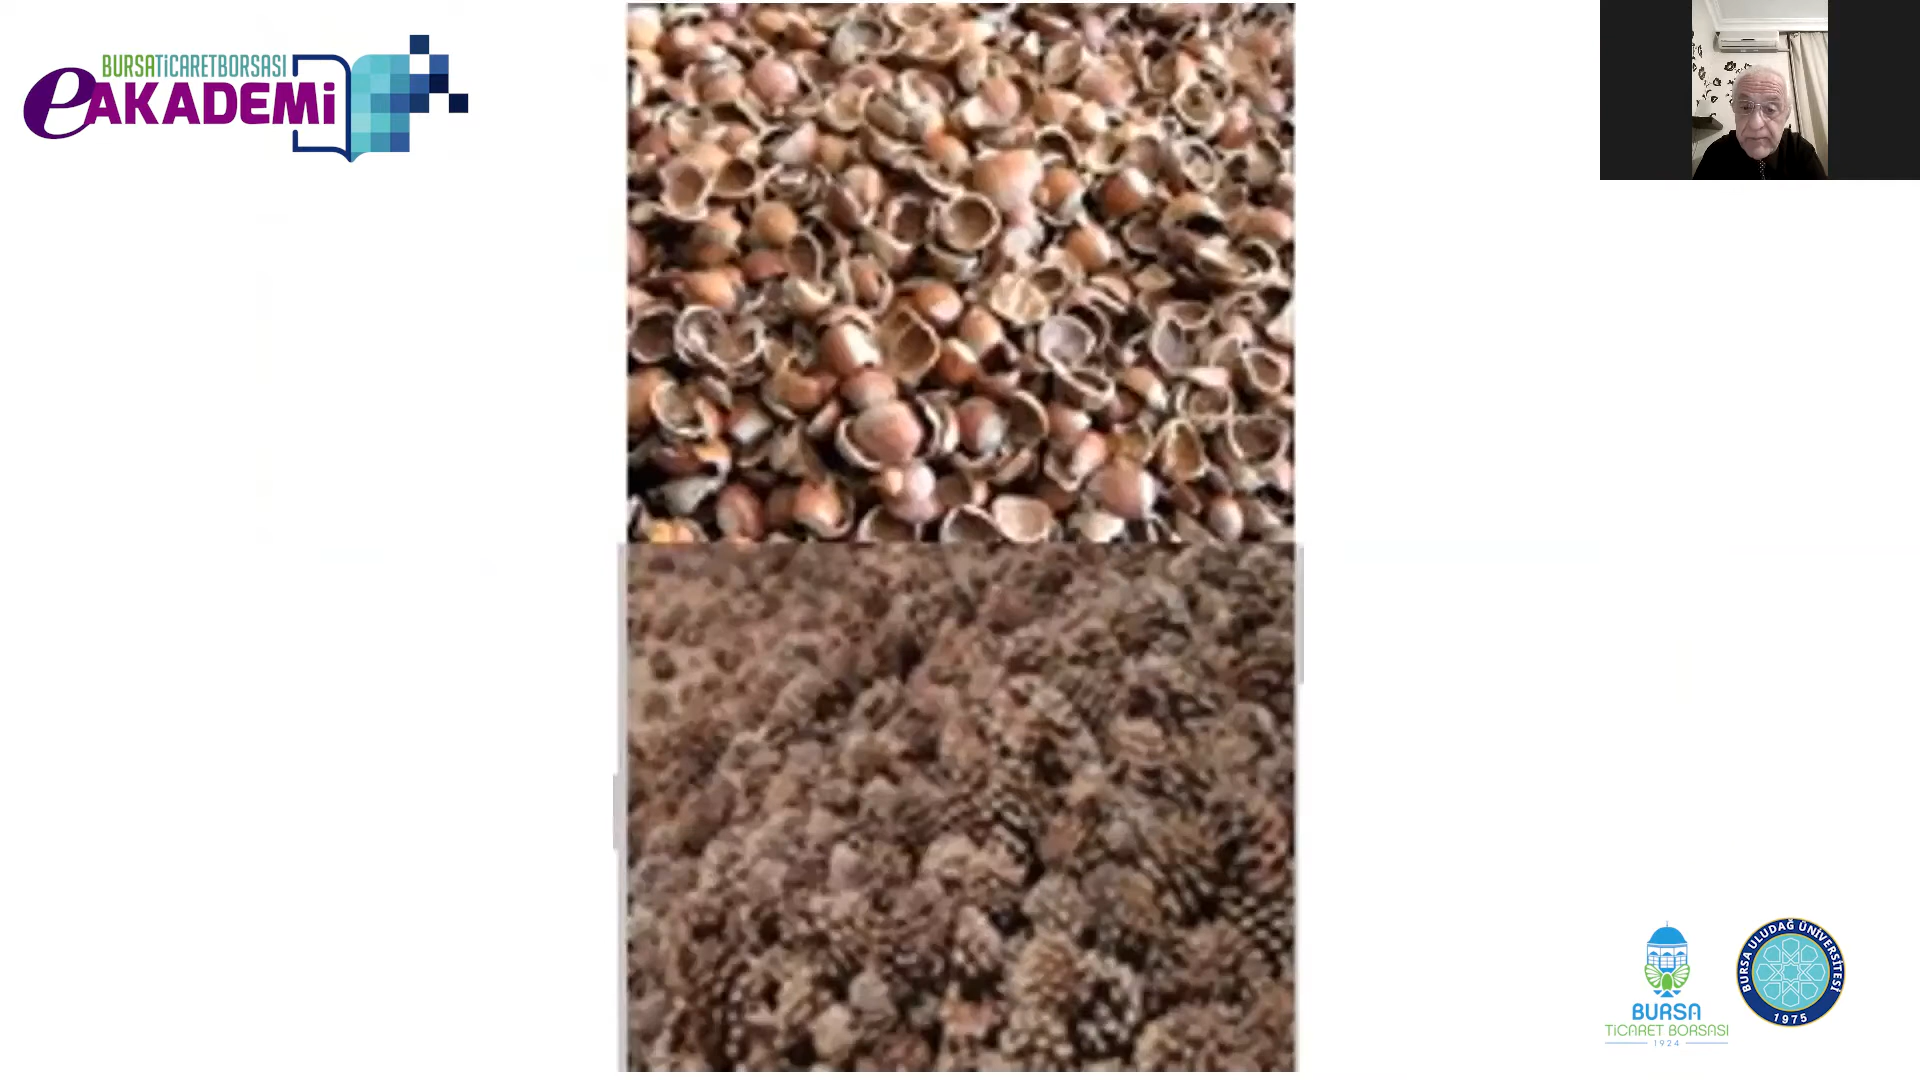 BURSATİCARETBORSASI
eAKADEMİ
BURSA
TİCARET BORSASI
1924
BURSA ULUDAĞ ÜNİVERSİTESİ
1975